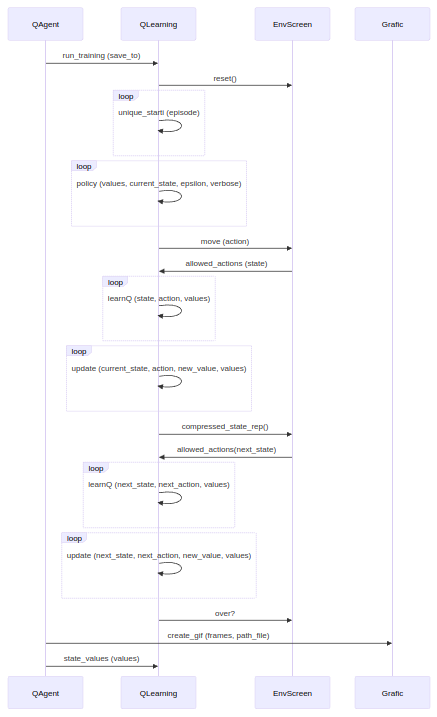 QAgent
QLearning
EnvScreen
Grafic
run_training (save_to)
reset()
loop
unique_starti (episode)
loop
policy (values, current_state, epsilon, verbose)
move (action)
allowed_actions (state)
loop
learnQ (state, action, values)
loop
update (current_state, action, new_value, values)
compressed_state_rep()
allowed_actions(next_state)
loop
learnQ (next_state, next_action, values)
loop
update (next_state, next_action, new_value, values)
over?
create_gif (frames, path_file)
state_values (values)
QAgent
QLearning
EnvScreen
Grafic